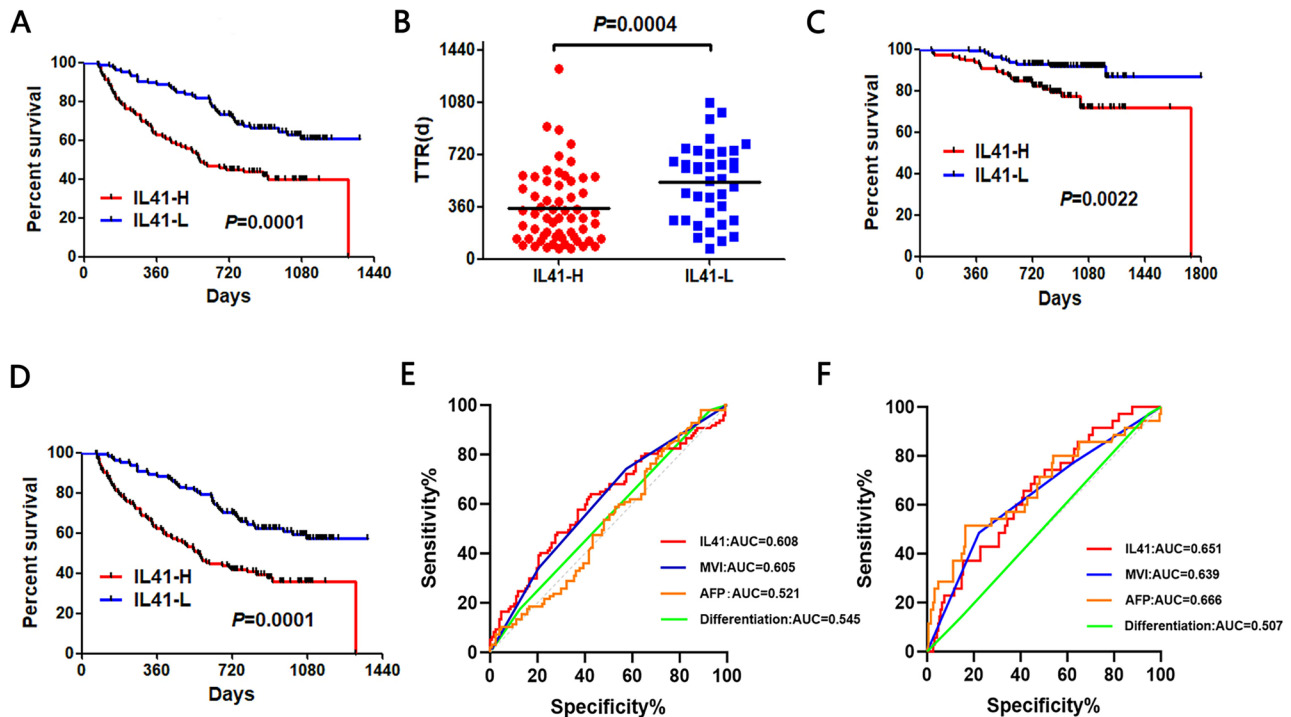 A
Percent survival
100
80
60
40
20
0
IL41-H
IL41-L
P=0.0001
0 360 720 1080 1440
Days
B
P=0.0004
TTR(d)
1440
1080
720
360
0
IL41-H IL41-L
C
Percent survival
100
80
60
40
20
0
IL41-H
IL41-L
P=0.0022
0 360 720 1080 1440 1800
Days
D
Percent survival
100
80
60
40
20
0
IL41-H
IL41-L
P=0.0001
0 360 720 1080 1440
Days
E
Sensitivity%
100
80
60
40
20
0
IL41:AUC=0.608
MVI:AUC=0.605
AFP:AUC=0.521
Differentiation:AUC=0.545
0 20 40 60 80 100
Specificity%
F
Sensitivity%
100
80
60
40
20
0
IL41:AUC=0.651
MVI:AUC=0.639
AFP:AUC=0.666
Differentiation:AUC=0.507
0 20 40 60 80 100
Specificity%